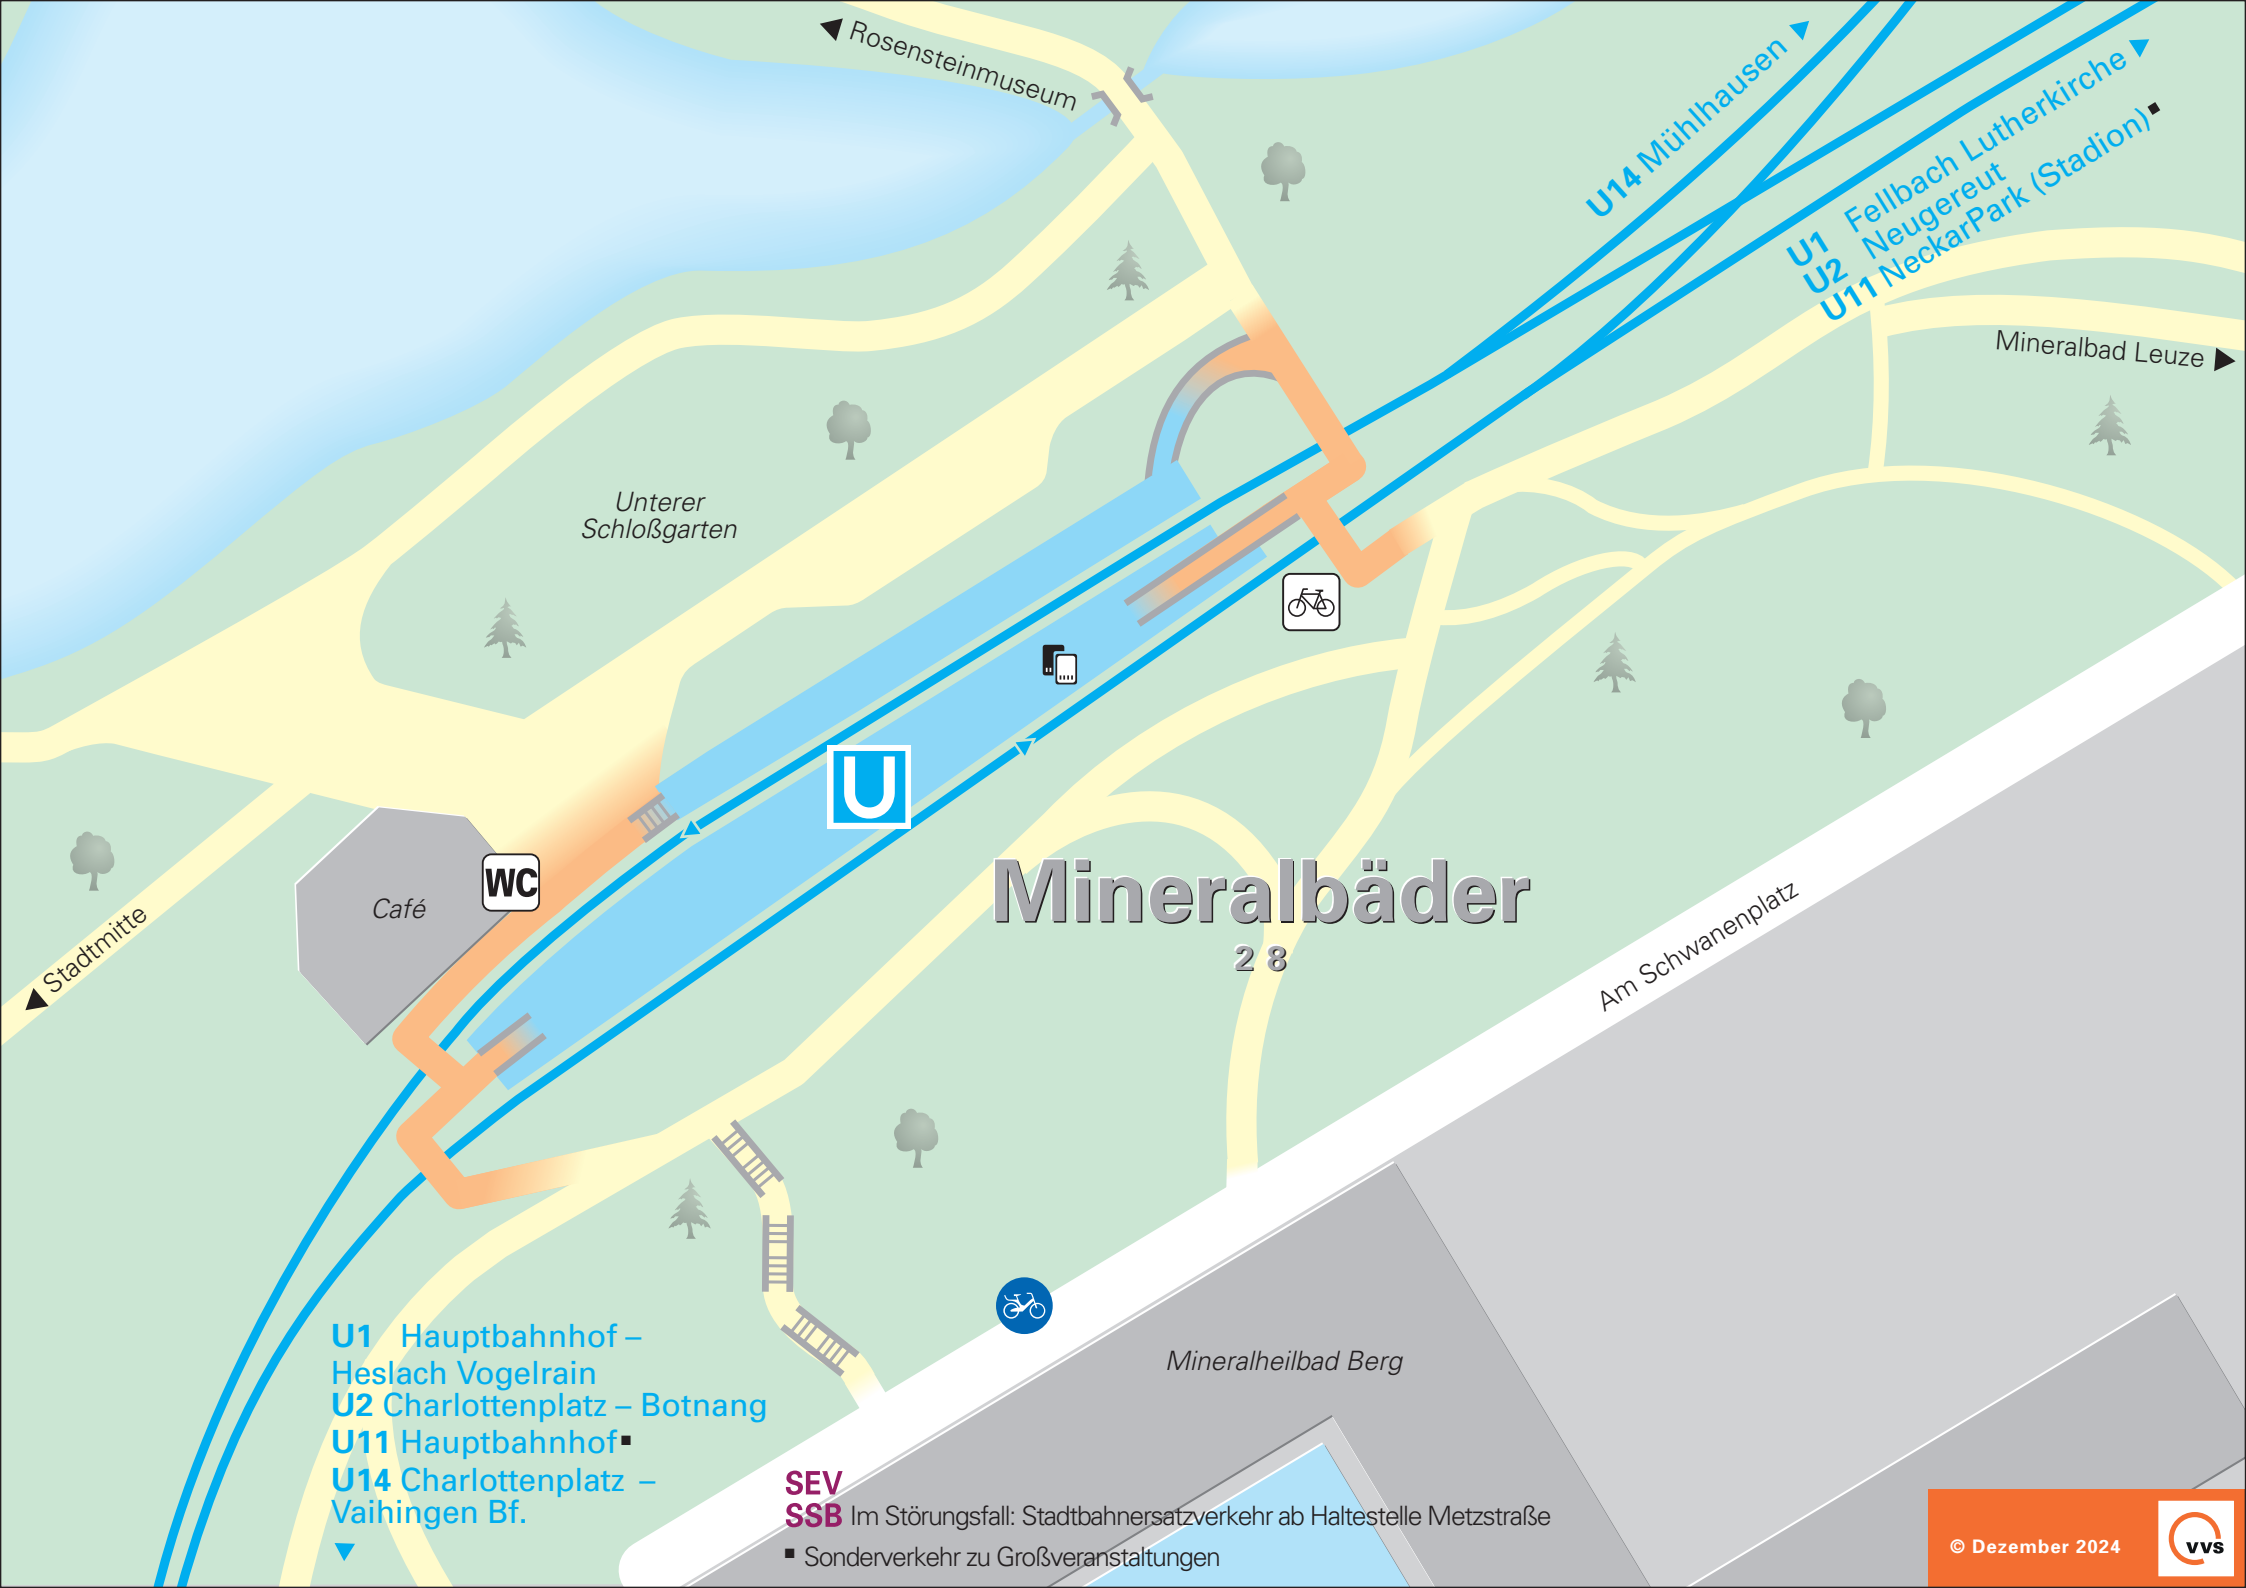 ◀ Rosensteinmuseum
U14 Mühlhausen
U1 Fellbach Lutherkirche
U2 Neugereut
U11 NeckarPark (Stadion)▪
Mineralbad Leuze ▶
Unterer
Schloßgarten
U
WC
Café
◀ Stadtmitte
Mineralbäder
2 8
Am Schwanenplatz
Mineralheilbad Berg
U1 Hauptbahnhof –
Heslach Vogelrain
U2 Charlottenplatz – Botnang
U11 Hauptbahnhof▪
U14 Charlottenplatz –
Vaihingen Bf.
SEV
SSB Im Störungsfall: Stadtbahnersatzverkehr ab Haltestelle Metzstraße
▪ Sonderverkehr zu Großveranstaltungen
© Dezember 2024
vvs